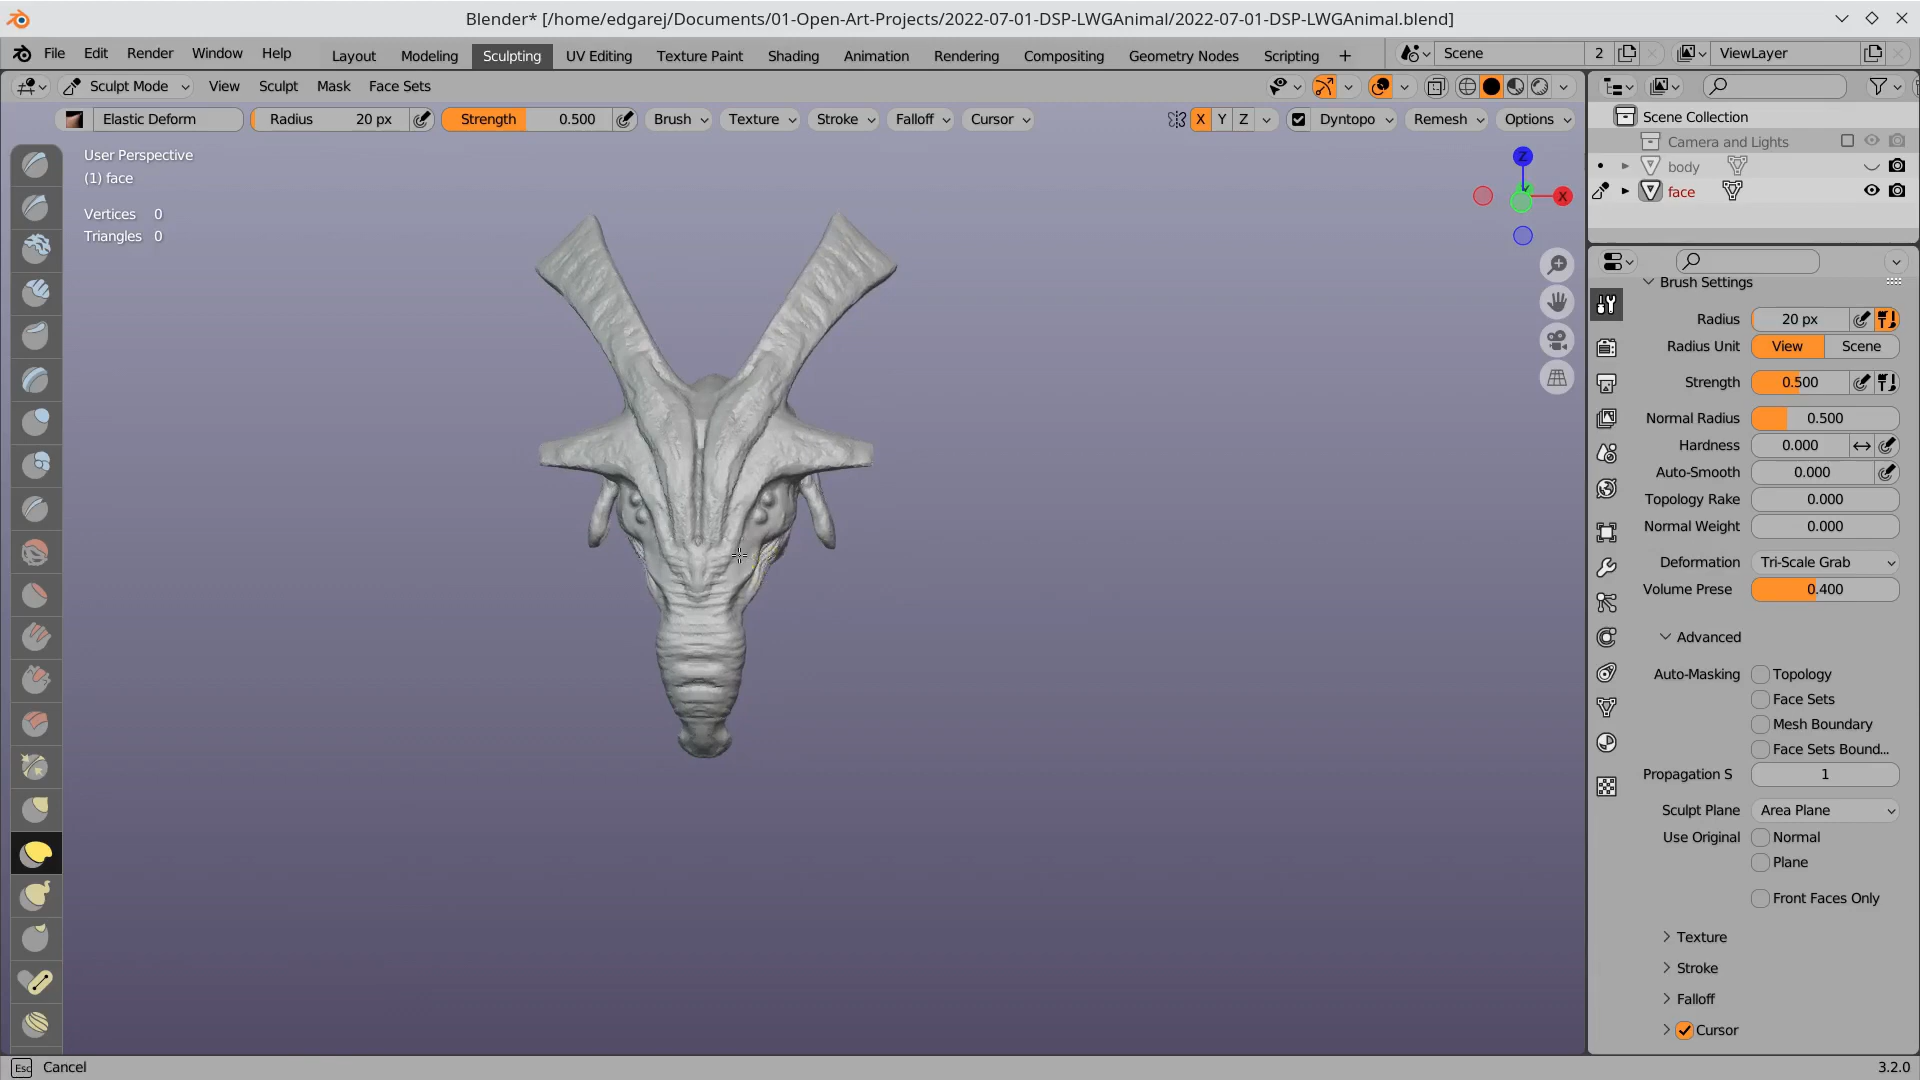 Blender* [/home/edgarej/Documents/01-Open-Art-Projects/2022-07-01-DSP-LWGAnimal/2022-07-01-DSP-LWGAnimal.blend]
File Edit Render Window Help Layout Modeling Sculpting UV Editing Texture Paint Shading Animation Rendering Compositing Geometry Nodes Scripting + Scene 2 ViewLayer
Sculpt Mode View Sculpt Mask Face Sets
Elastic Deform Radius 20 px Strength 0.500 Brush Texture Stroke Falloff Cursor X Y Z Dyntopo Remesh Options
User Perspective
(1) face
Vertices 0
Triangles 0
Z
X
Scene Collection
Camera and Lights
body
face
Brush Settings
Radius 20 px
Radius Unit View Scene
Strength 0.500
Normal Radius 0.500
Hardness 0.000
Auto-Smooth 0.000
Topology Rake 0.000
Normal Weight 0.000
Deformation Tri-Scale Grab
Volume Prese 0.400
Advanced
Auto-Masking Topology
Face Sets
Mesh Boundary
Face Sets Bound...
Propagation S 1
Sculpt Plane Area Plane
Use Original Normal
Plane
Front Faces Only
Texture
Stroke
Falloff
Cursor
Esc Cancel 3.2.0